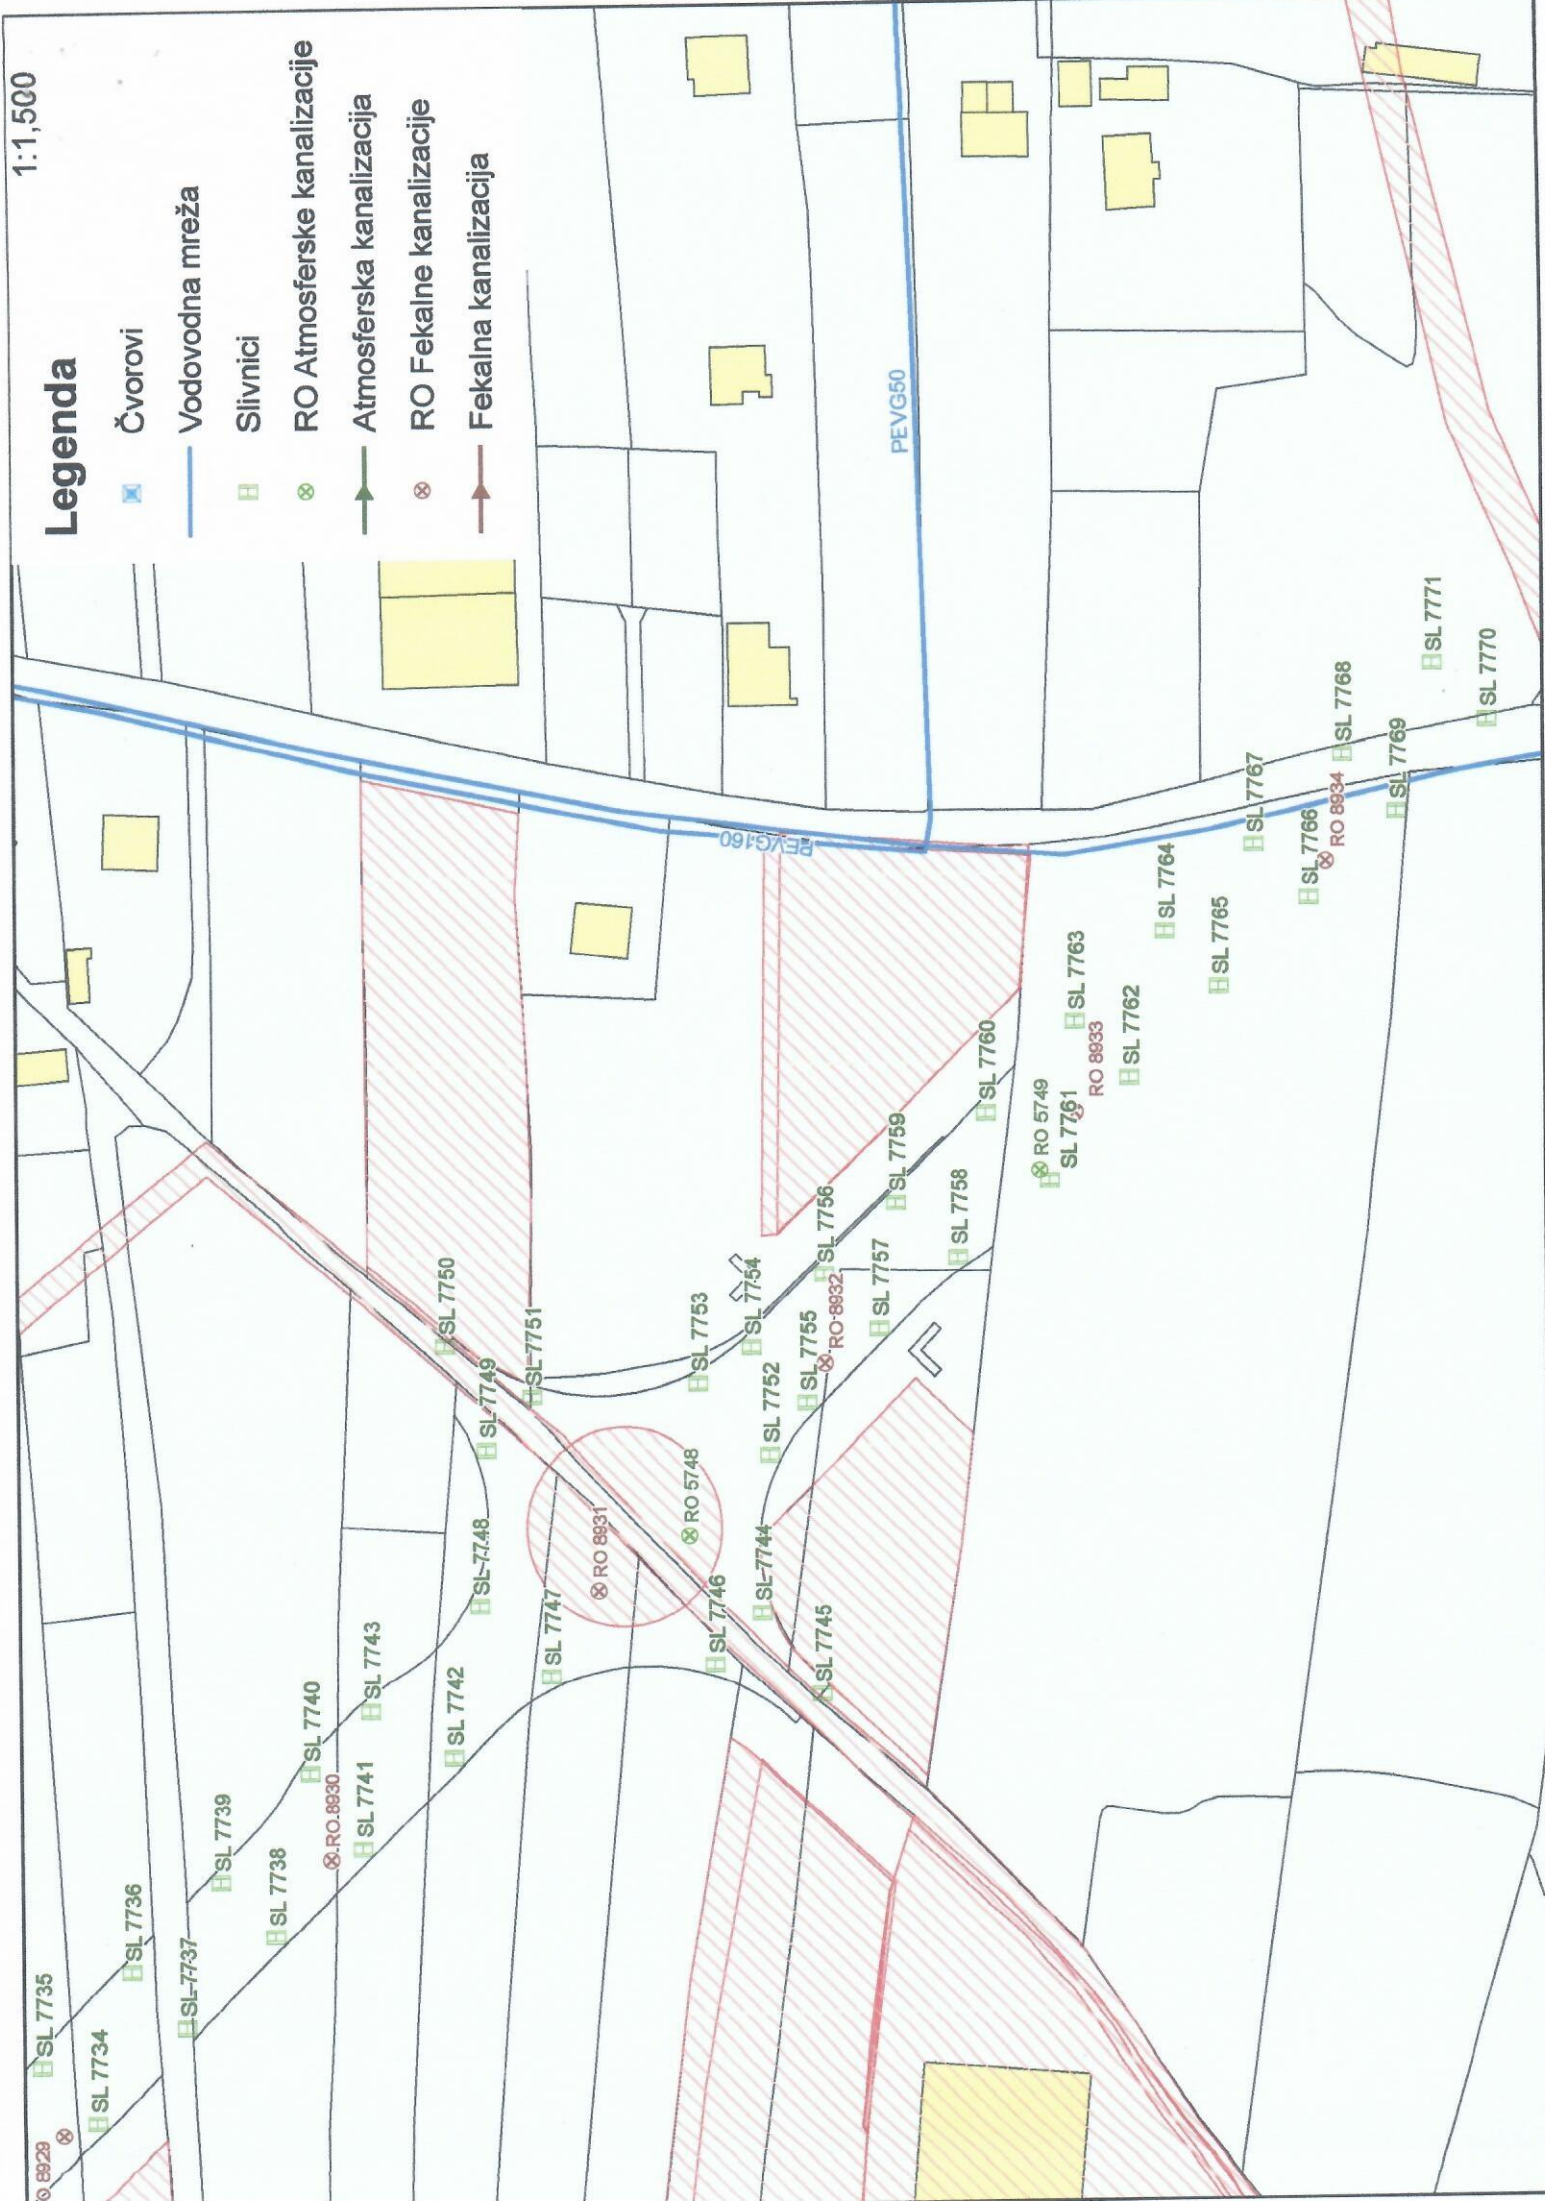 1:1,500
Legenda
Čvorovi
Vodovodna mreža
Slivnici
RO Atmosferske kanalizacije
Atmosferska kanalizacija
RO Fekalne kanalizacije
Fekalna kanalizacija
8929
SL 7735
SL 7734
SL 7736
SL 7737
SL 7739
SL 7738
SL 7740
RO 8930
SL 7741
SL 7743
SL 7742
SL 7748
SL 7747
SL 7750
SL 7749
SL 7751
RO 8931
RO 5748
SL 7746
SL 7744
SL 7745
SL 7753
SL 7754
SL 7752
SL 7755
RO 8932
SL 7756
SL 7757
SL 7759
SL 7758
SL 7760
RO 5749
SL 7761
RO 8933
SL 7763
SL 7762
SL 7764
SL 7765
SL 7767
SL 7766
RO 8934
SL 7768
SL 7769
SL 7771
SL 7770
PEVG160
PEVG50